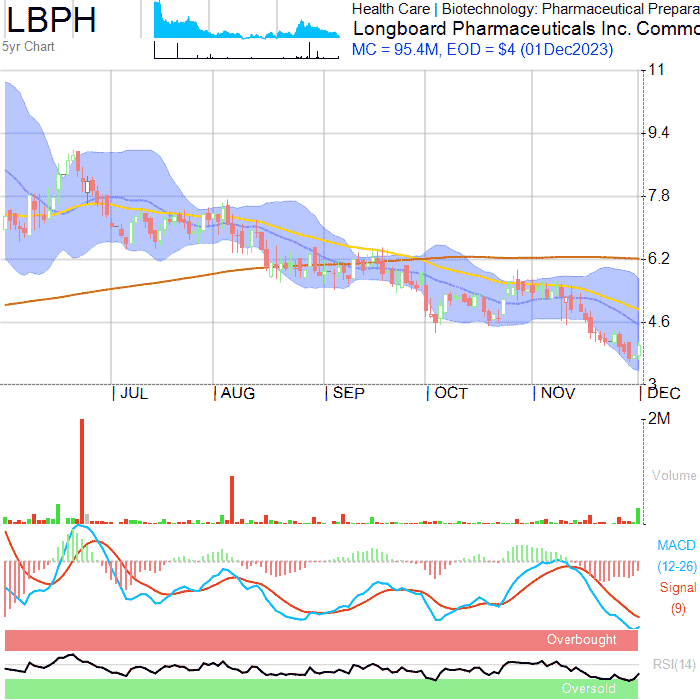 LBPH
5yr Chart
Health Care | Biotechnology: Pharmaceutical Prepara
Longboard Pharmaceuticals Inc. Commo
MC = 95.4M, EOD = $4 (01Dec2023)
11
9.4
7.8
6.2
4.6
3
JUL
AUG
SEP
OCT
NOV
DEC
2M
Volume
MACD
(12-26)
Signal
(9)
Overbought
RSI(14)
Oversold